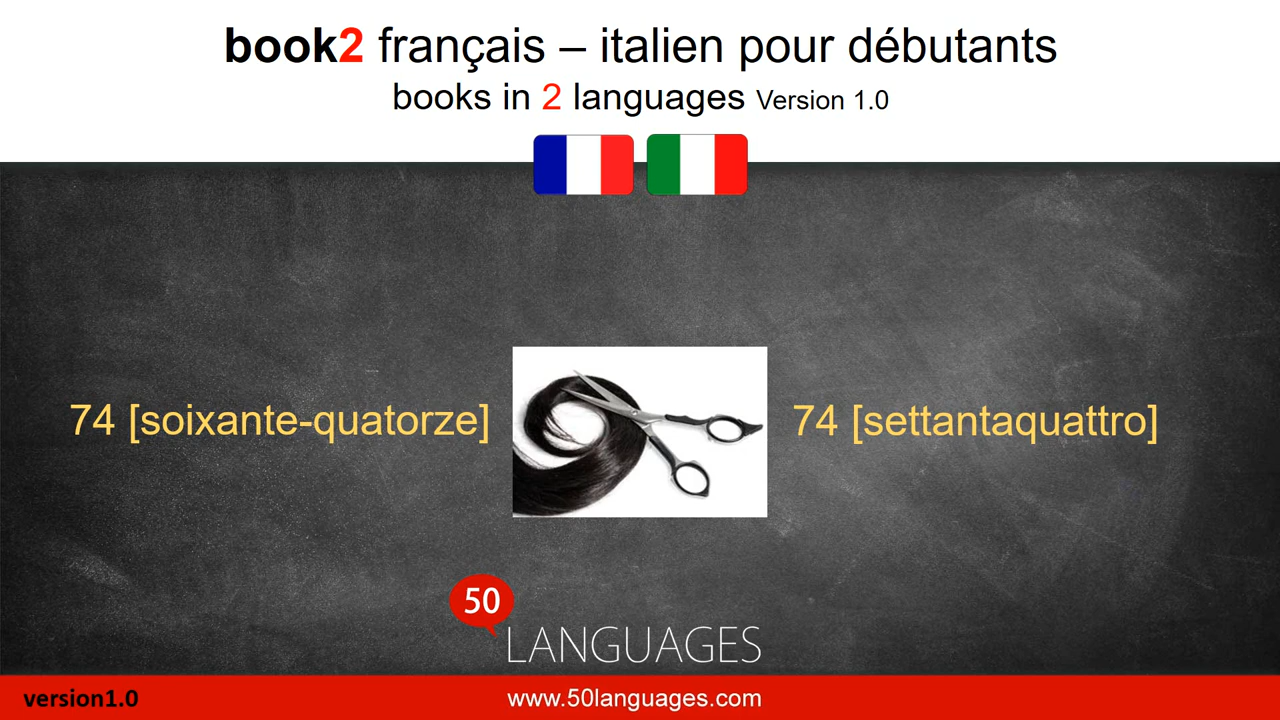 book2 français – italien pour débutants
books in 2 languages Version 1.0
74 [soixante-quatorze]
74 [settantaquattro]
50
LANGUAGES
version1.0
www.50languages.com